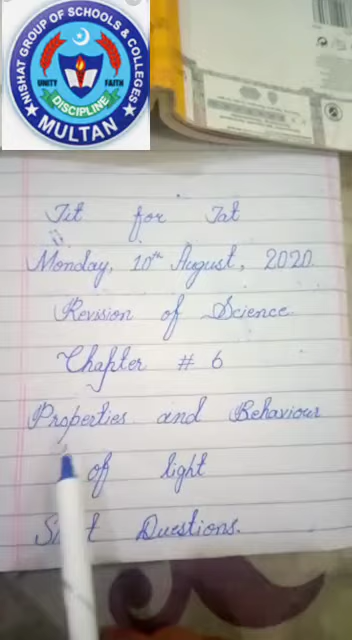 NISHAT GROUP OF SCHOOLS & COLLEGES
UNITY FAITH
DISCIPLINE
MULTAN
Tit for Tat
Monday, 10th August, 2020.
Revision of Science
Chapter # 6
Properties and Behaviour
of light
Questions.